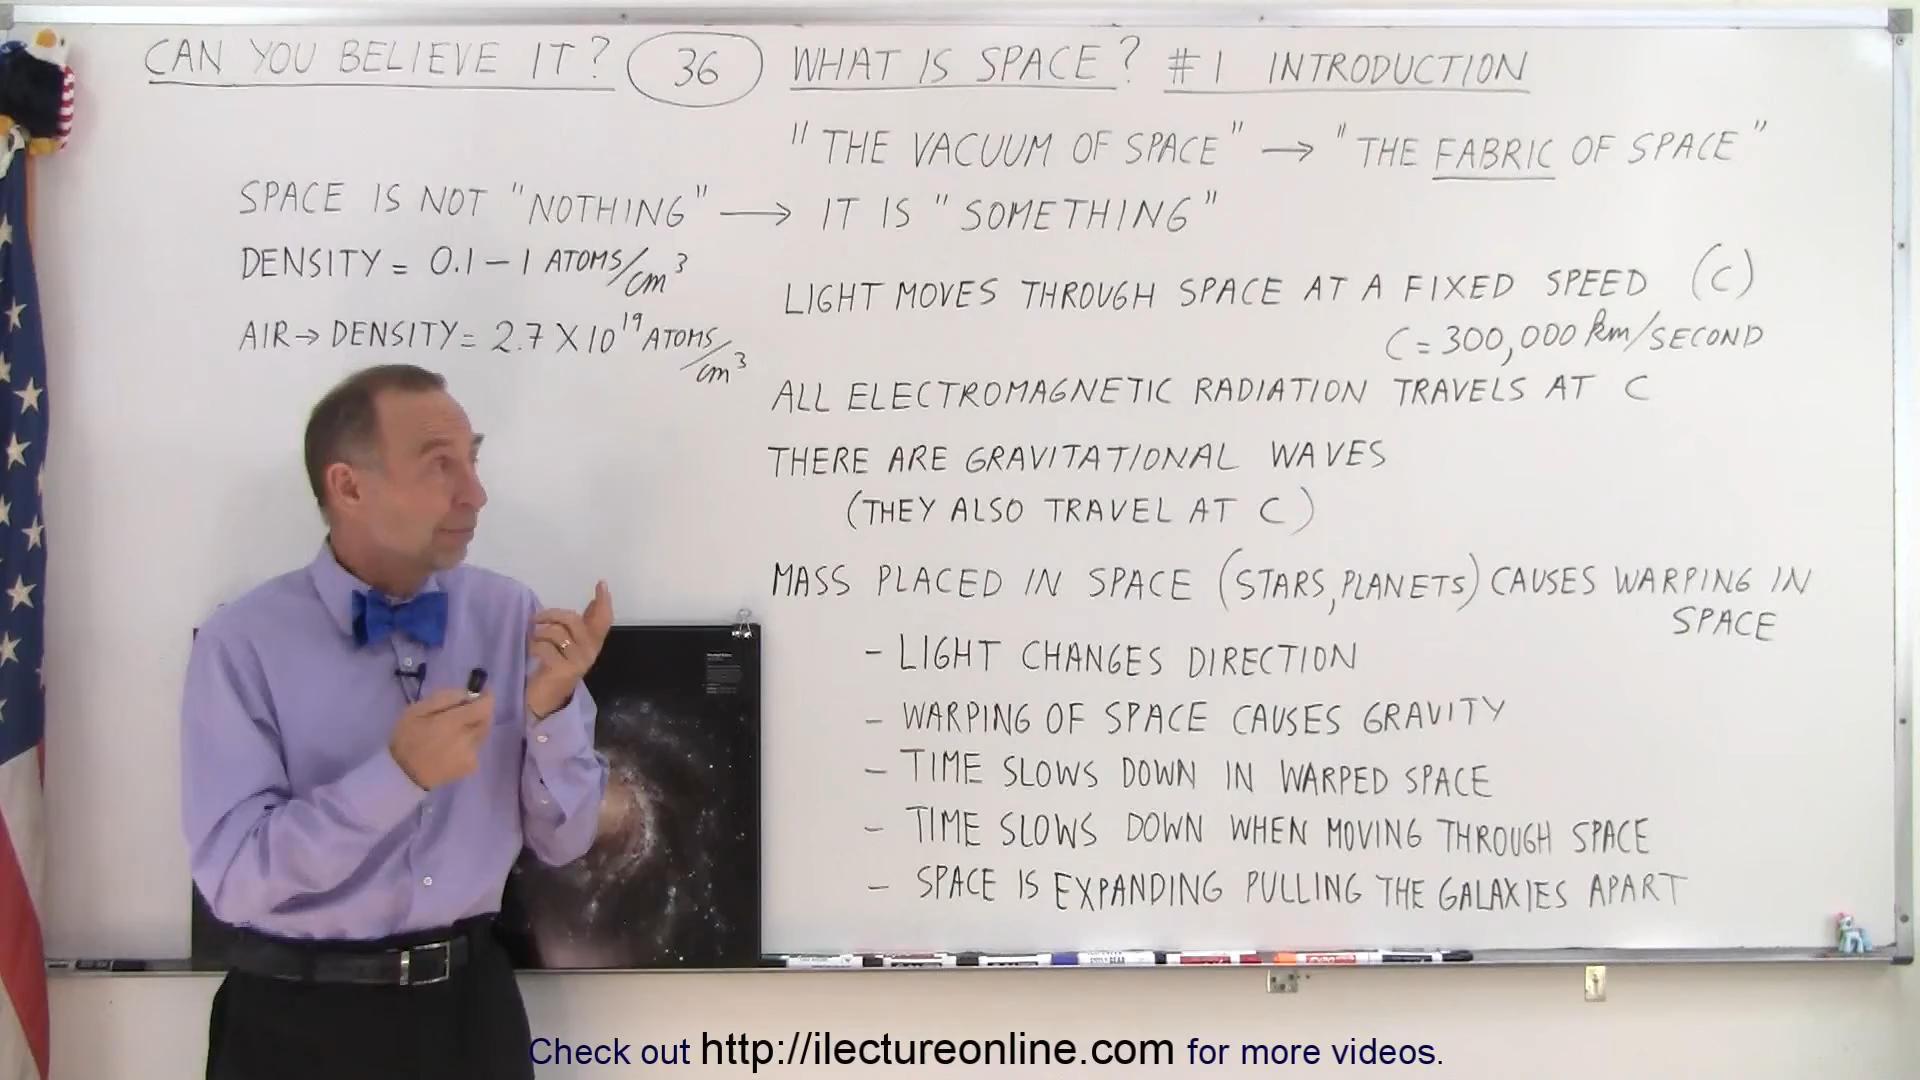 CAN YOU BELIEVE IT? 36 WHAT IS SPACE? #1 INTRODUCTION
"THE VACUUM OF SPACE" → "THE FABRIC OF SPACE"
SPACE IS NOT "NOTHING" → IT IS "SOMETHING"
DENSITY = 0.1 - 1 ATOMS/cm³
AIR → DENSITY = 2.7 X 10¹⁹ ATOMS/cm³
LIGHT MOVES THROUGH SPACE AT A FIXED SPEED (C)
C = 300,000 km/SECOND
ALL ELECTROMAGNETIC RADIATION TRAVELS AT C
THERE ARE GRAVITATIONAL WAVES
(THEY ALSO TRAVEL AT C)
MASS PLACED IN SPACE (STARS, PLANETS) CAUSES WARPING IN
SPACE
- LIGHT CHANGES DIRECTION
- WARPING OF SPACE CAUSES GRAVITY
- TIME SLOWS DOWN IN WARPED SPACE
- TIME SLOWS DOWN WHEN MOVING THROUGH SPACE
- SPACE IS EXPANDING PULLING THE GALAXIES APART
Check out http://ilectureonline.com for more videos.